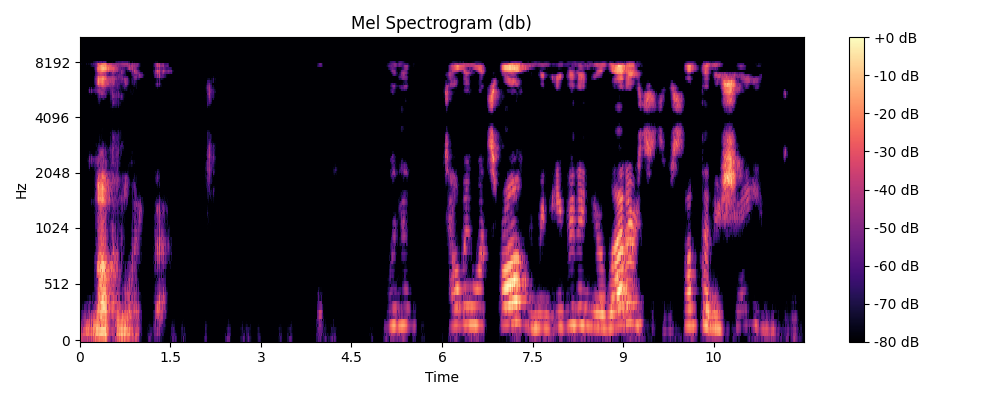 Mel Spectrogram (db)
8192
4096
2048
1024
512
0
Hz
0 1.5 3 4.5 6 7.5 9 10
Time
+0 dB
-10 dB
-20 dB
-30 dB
-40 dB
-50 dB
-60 dB
-70 dB
-80 dB